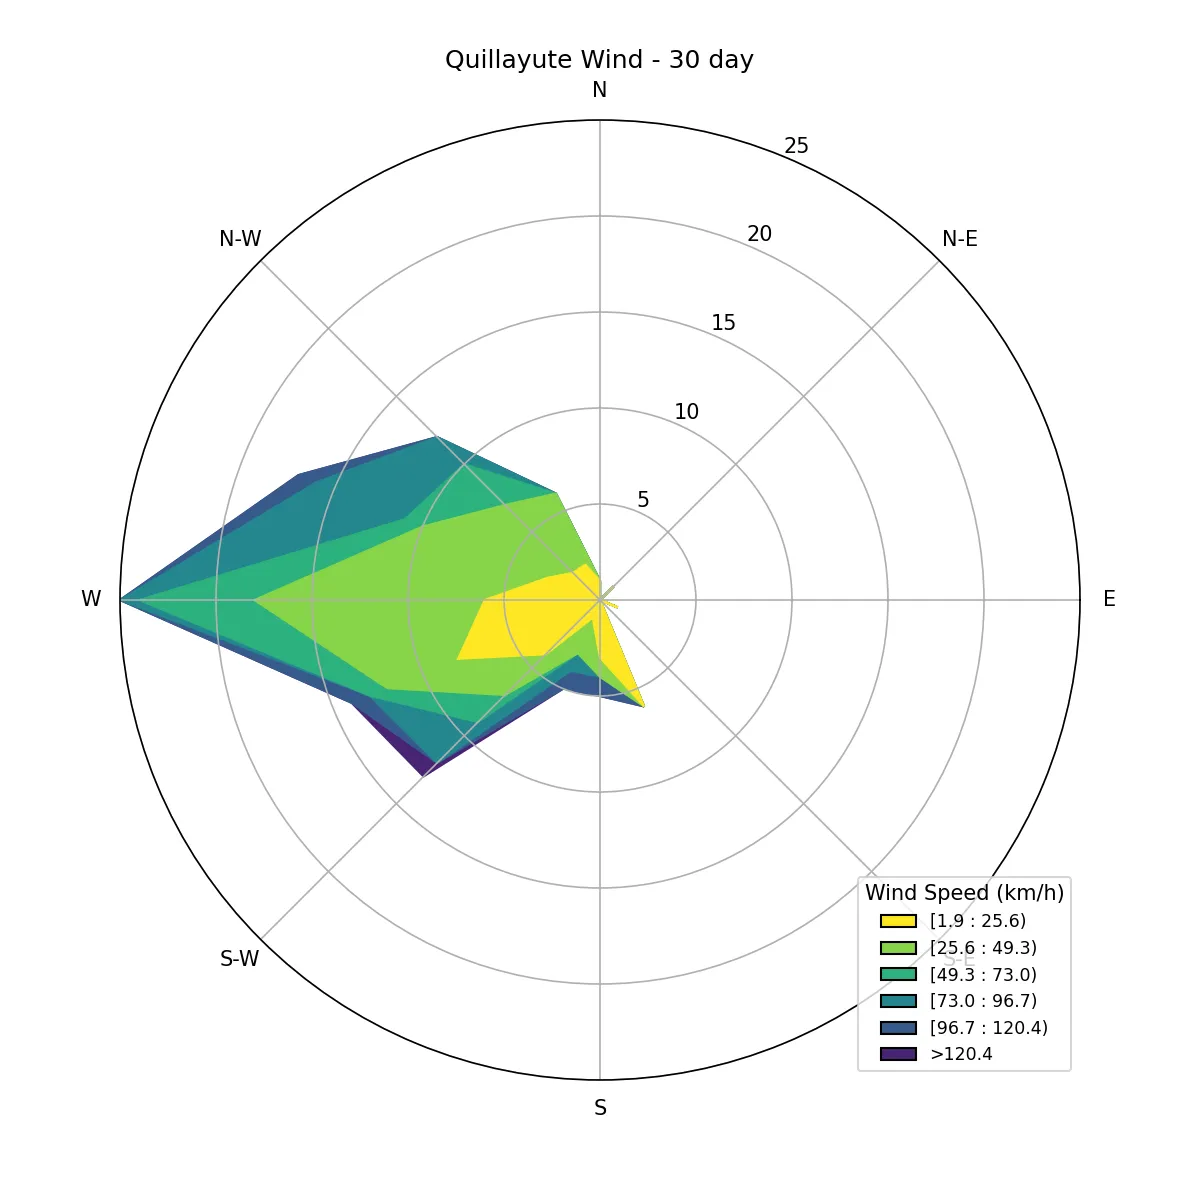 Quillayute Wind - 30 day
N
25
N-W
20
N-E
15
10
5
W
E
S-W
S-E
S
Wind Speed (km/h)
[1.9 : 25.6)
[25.6 : 49.3)
[49.3 : 73.0)
[73.0 : 96.7)
[96.7 : 120.4)
>120.4